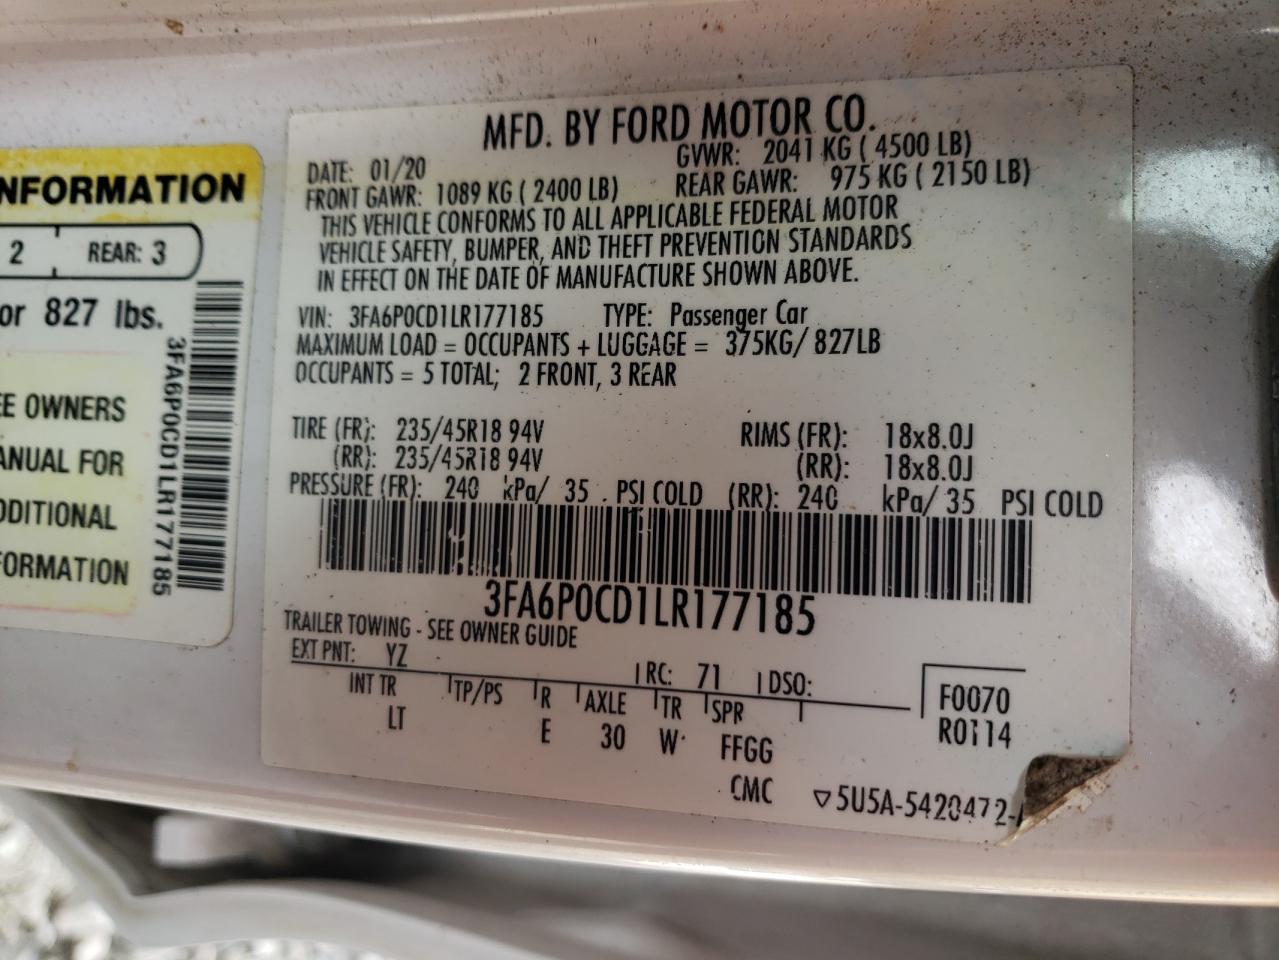 NFORMATION
2 REAR: 3
or 827 lbs.
EE OWNERS
ANUAL FOR
DDITIONAL
FORMATION
3FA6P0CD1LR177185
MFD. BY FORD MOTOR CO.
DATE: 01/20 GVWR: 2041 KG ( 4500 LB)
FRONT GAWR: 1089 KG ( 2400 LB) REAR GAWR: 975 KG ( 2150 LB)
THIS VEHICLE CONFORMS TO ALL APPLICABLE FEDERAL MOTOR
VEHICLE SAFETY, BUMPER, AND THEFT PREVENTION STANDARDS
IN EFFECT ON THE DATE OF MANUFACTURE SHOWN ABOVE.
VIN: 3FA6P0CD1LR177185 TYPE: Passenger Car
MAXIMUM LOAD = OCCUPANTS + LUGGAGE = 375KG/ 827LB
OCCUPANTS = 5 TOTAL; 2 FRONT, 3 REAR
TIRE (FR): 235/45R18 94V RIMS (FR): 18x8.0J
(RR): 235/45R18 94V (RR): 18x8.0J
PRESSURE (FR): 240 kPa/ 35 PSI COLD (RR): 240 kPa/ 35 PSI COLD
3FA6P0CD1LR177185
TRAILER TOWING - SEE OWNER GUIDE
EXT PNT: YZ RC: 71 DSO: F0070
INT TR TP/PS R AXLE TR SPR R0114
LT E 30 W FFGG
CMC ▽5U5A-5420472-